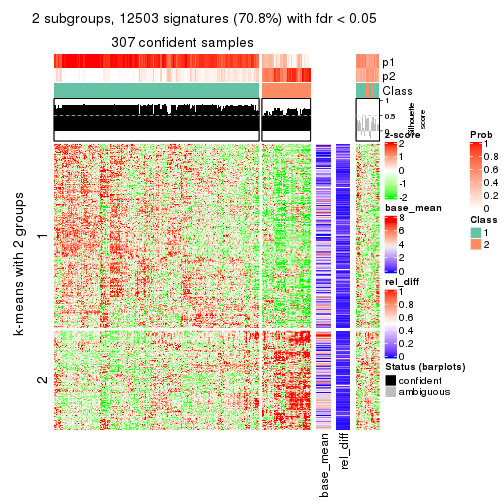 2 subgroups, 12503 signatures (70.8%) with fdr < 0.05
307 confident samples
p1
p2
Class
1
0.5
0
Silhouette
score
k-means with 2 groups
1
2
base_mean
rel_diff
z-score
2
1
0
-1
-2
base_mean
8
6
4
2
0
rel_diff
1
0.8
0.6
0.4
0.2
0
Status (barplots)
confident
ambiguous
Prob
1
0.8
0.6
0.4
0.2
0
Class
1
2